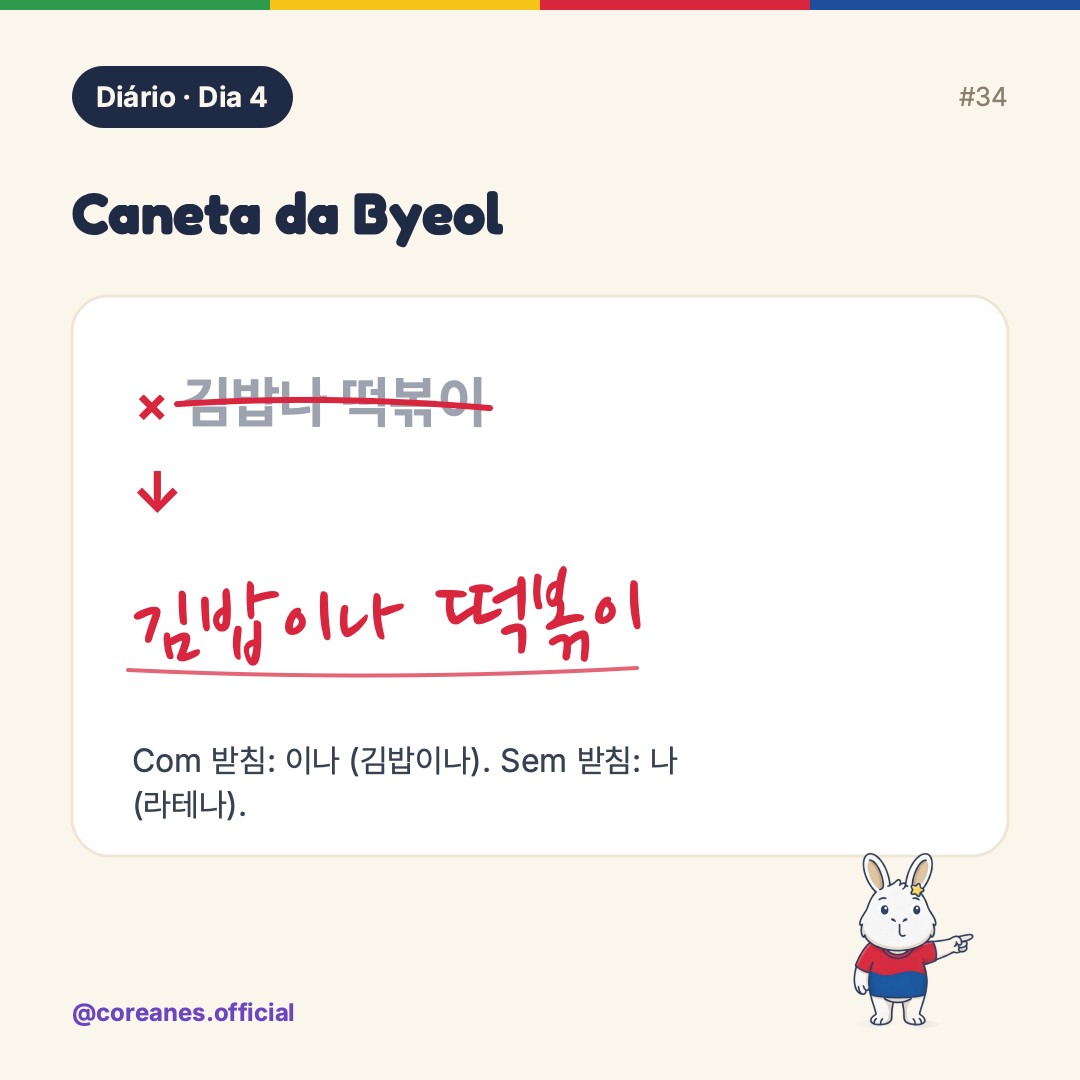 Diário · Dia 4
#34
Caneta da Byeol
× 김밥나 떡볶이
↓
김밥이나 떡볶이
Com 받침: 이나 (김밥이나). Sem 받침: 나
(라테나).
@coreanes.official